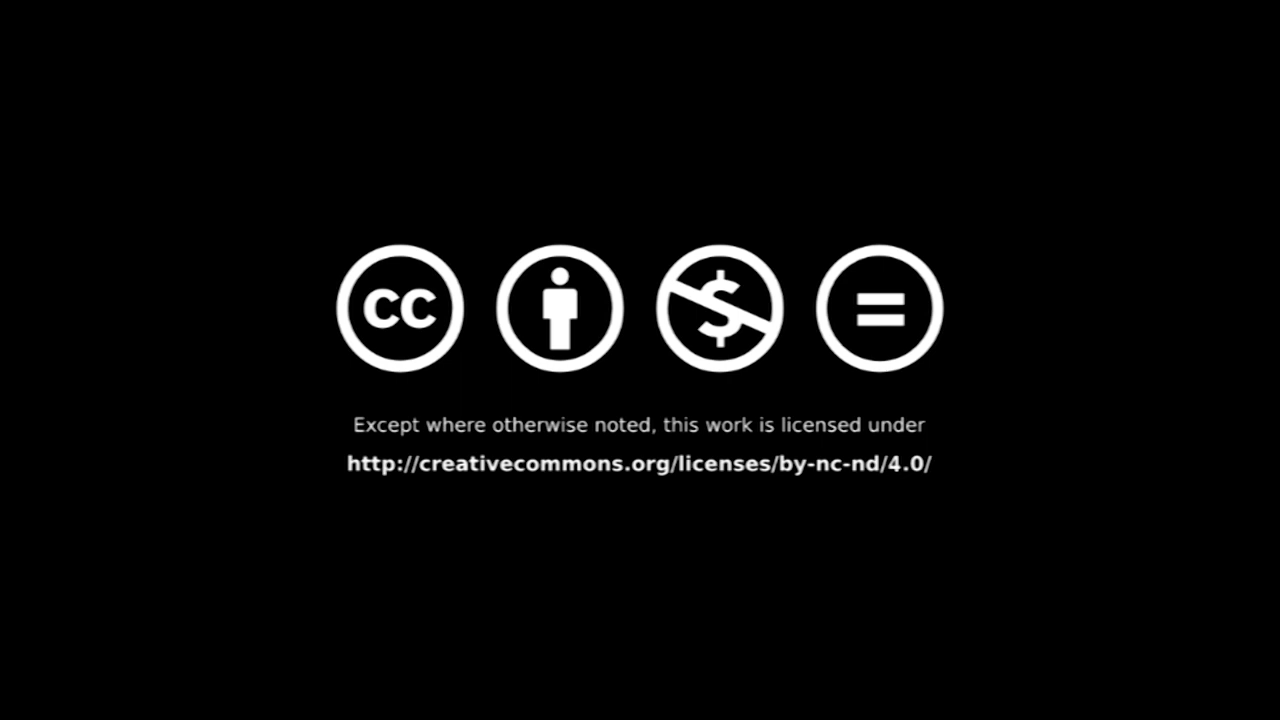 cc
Except where otherwise noted, this work is licensed under
http://creativecommons.org/licenses/by-nc-nd/4.0/